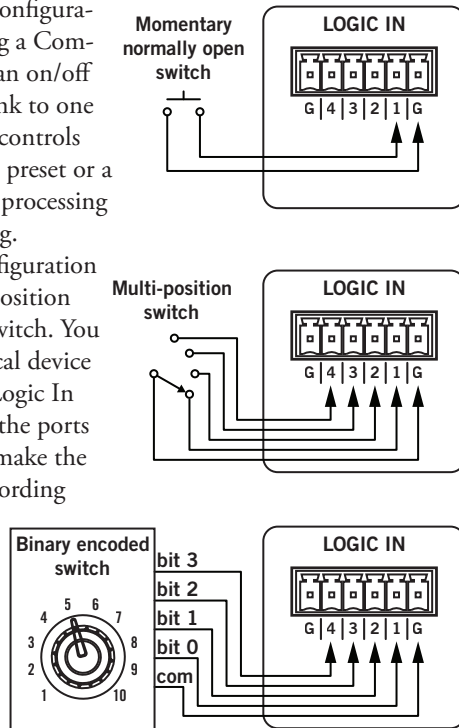 onfigura-
g a Com-
an on/off
nk to one
controls
preset or a
processing
g.
figuration
osition
witch. You
cal device
ogic In
the ports
make the
ording
Momentary
normally open
switch
LOGIC IN
G 4 3 2 1 G
Multi-position
switch
LOGIC IN
G 4 3 2 1 G
Binary encoded
switch
1 2 3 4 5 6 7 8 9 10
bit 3
bit 2
bit 1
bit 0
com
LOGIC IN
G 4 3 2 1 G